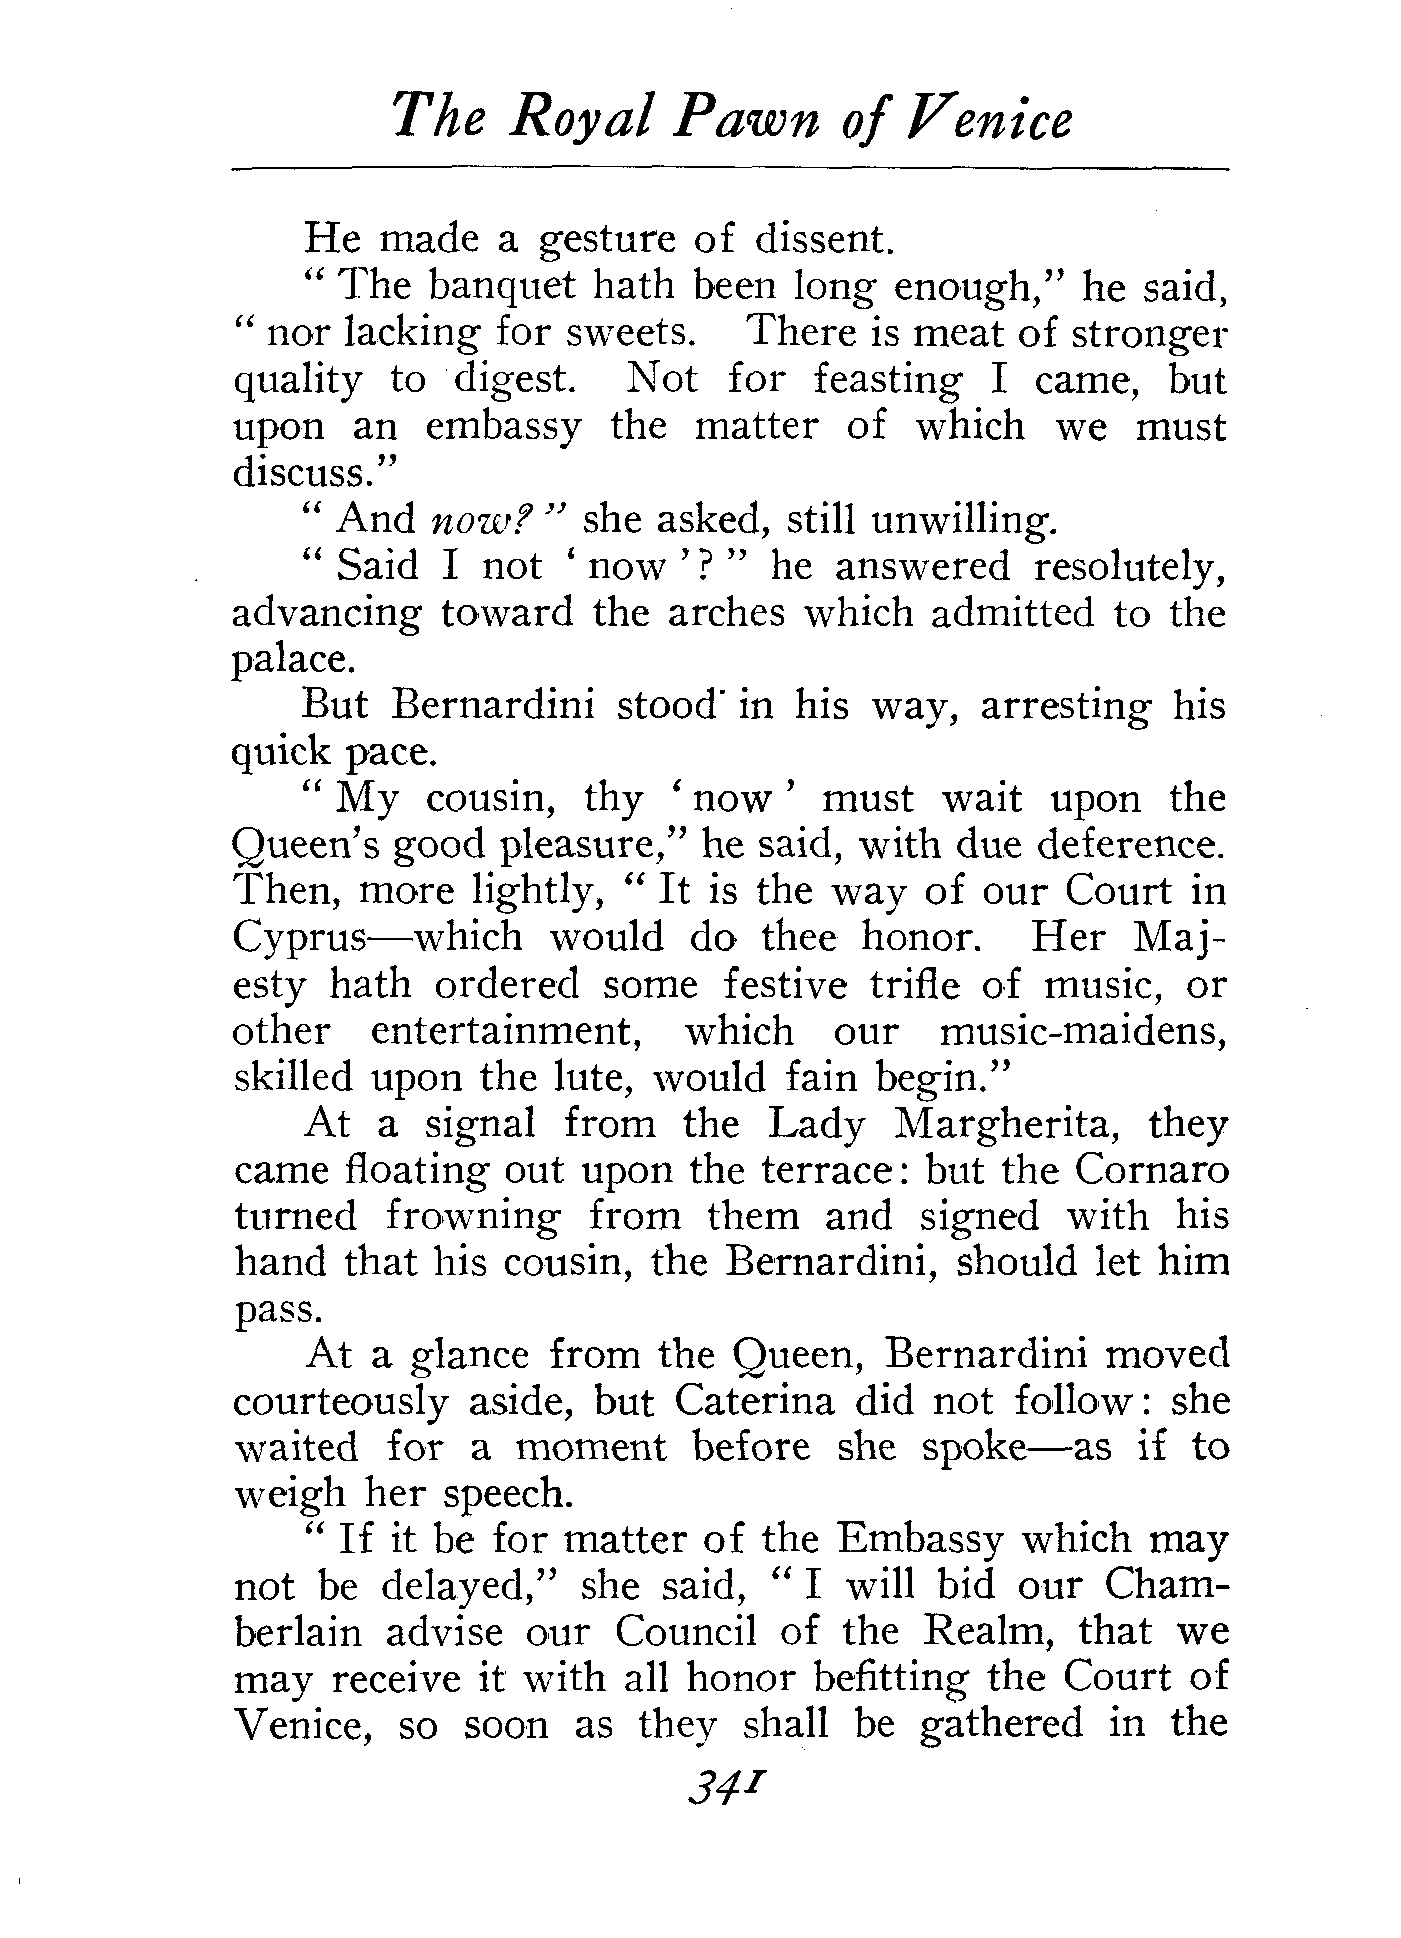 The Royal Pawn of Venice
He made a gesture of dissent.
“ The banquet hath been long enough,” he said,
“ nor lacking for sweets. There is meat of stronger
quality to digest. Not for feasting I came, but
upon an embassy the matter of which we must
discuss.”
“ And now? ” she asked, still unwilling.
“ Said I not ‘ now ’? ” he answered resolutely,
advancing toward the arches which admitted to the
palace.
But Bernardini stood in his way, arresting his
quick pace.
“ My cousin, thy ‘ now ’ must wait upon the
Queen’s good pleasure,” he said, with due deference.
Then, more lightly, “ It is the way of our Court in
Cyprus—which would do thee honor. Her Maj-
esty hath ordered some festive trifle of music, or
other entertainment, which our music-maidens,
skilled upon the lute, would fain begin.”
At a signal from the Lady Margherita, they
came floating out upon the terrace: but the Cornaro
turned frowning from them and signed with his
hand that his cousin, the Bernardini, should let him
pass.
At a glance from the Queen, Bernardini moved
courteously aside, but Caterina did not follow: she
waited for a moment before she spoke—as if to
weigh her speech.
“ If it be for matter of the Embassy which may
not be delayed,” she said, “ I will bid our Cham-
berlain advise our Council of the Realm, that we
may receive it with all honor befitting the Court of
Venice, so soon as they shall be gathered in the
341